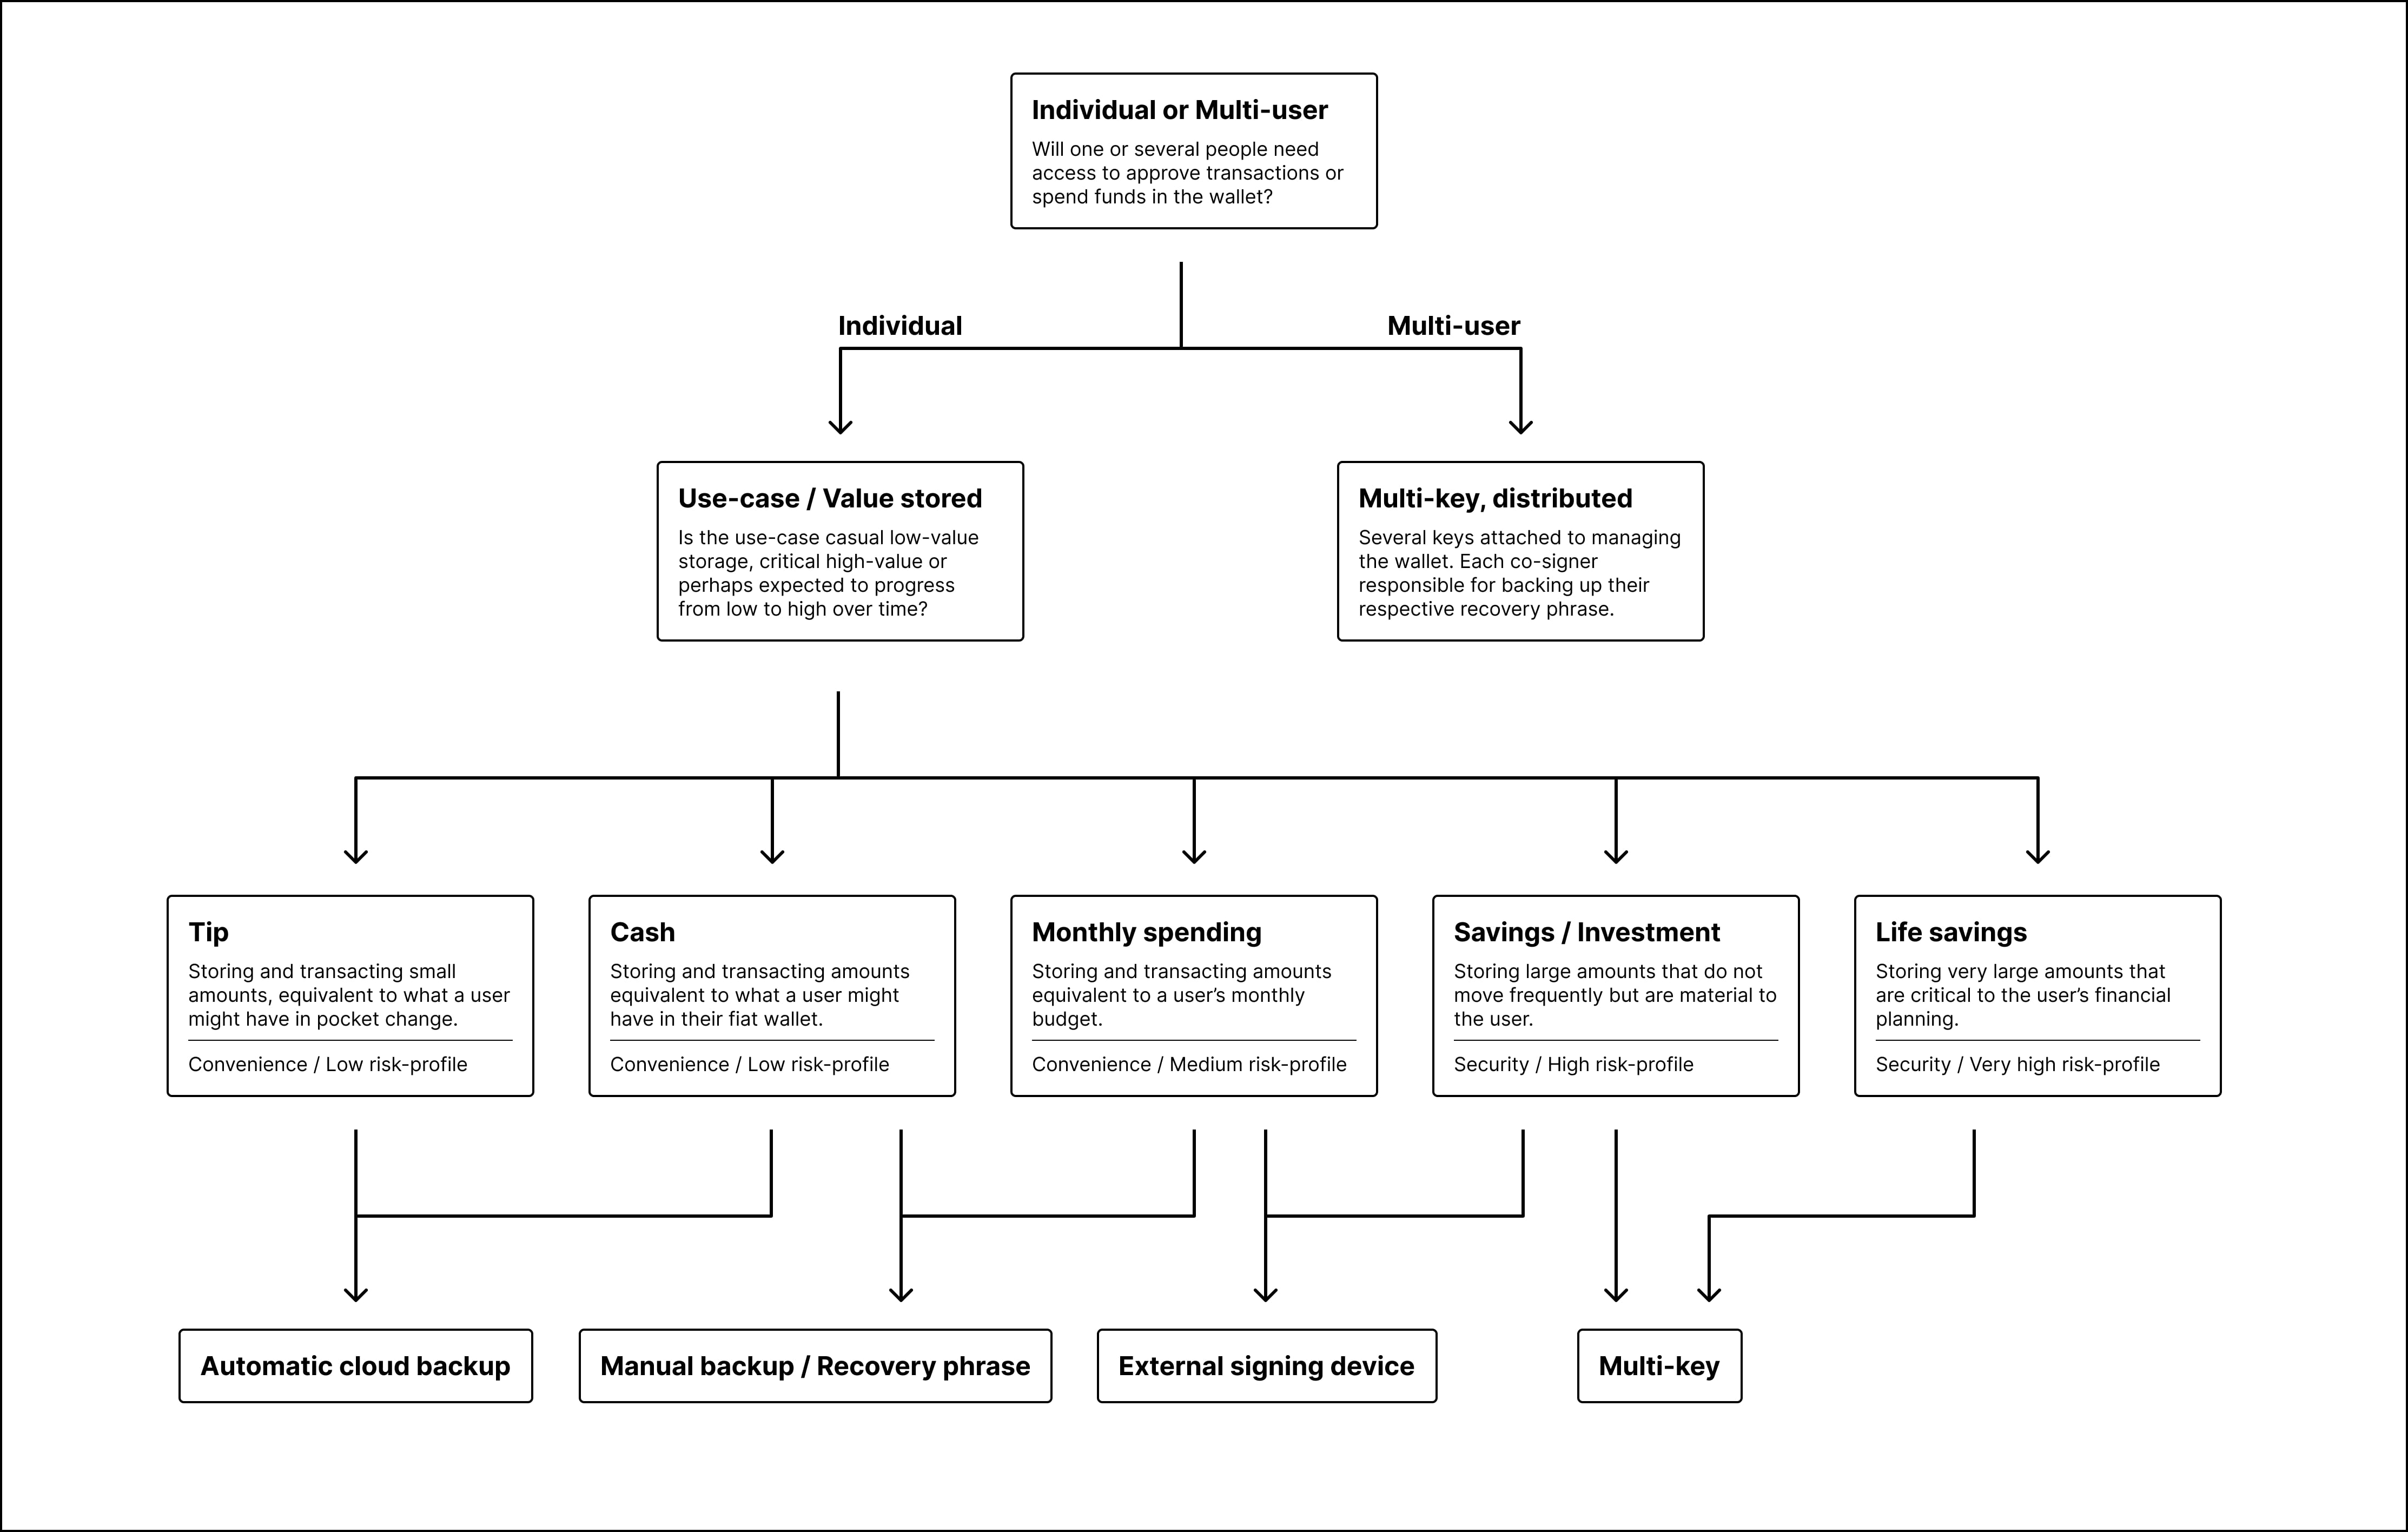 Individual or Multi-user
Will one or several people need
access to approve transactions or
spend funds in the wallet?
Individual
Multi-user
Use-case / Value stored
Is the use-case casual low-value
storage, critical high-value or
perhaps expected to progress
from low to high over time?
Multi-key, distributed
Several keys attached to managing
the wallet. Each co-signer
responsible for backing up their
respective recovery phrase.
Tip
Storing and transacting small
amounts, equivalent to what a user
might have in pocket change.
Convenience / Low risk-profile
Cash
Storing and transacting amounts
equivalent to what a user might
have in their fiat wallet.
Convenience / Low risk-profile
Monthly spending
Storing and transacting amounts
equivalent to a user’s monthly
budget.
Convenience / Medium risk-profile
Savings / Investment
Storing large amounts that do not
move frequently but are material to
the user.
Security / High risk-profile
Life savings
Storing very large amounts that
are critical to the user’s financial
planning.
Security / Very high risk-profile
Automatic cloud backup
Manual backup / Recovery phrase
External signing device
Multi-key